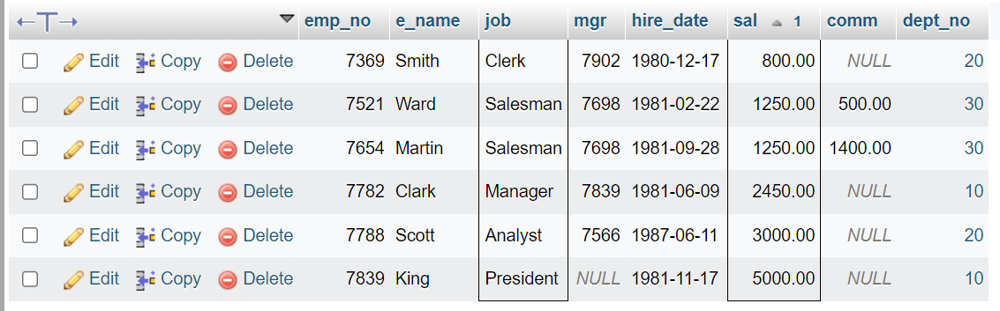 emp_no e_name job mgr hire_date sal 1 comm dept_no
Edit Copy Delete 7369 Smith Clerk 7902 1980-12-17 800.00 NULL 20
Edit Copy Delete 7521 Ward Salesman 7698 1981-02-22 1250.00 500.00 30
Edit Copy Delete 7654 Martin Salesman 7698 1981-09-28 1250.00 1400.00 30
Edit Copy Delete 7782 Clark Manager 7839 1981-06-09 2450.00 NULL 10
Edit Copy Delete 7788 Scott Analyst 7566 1987-06-11 3000.00 NULL 20
Edit Copy Delete 7839 King President NULL 1981-11-17 5000.00 NULL 10